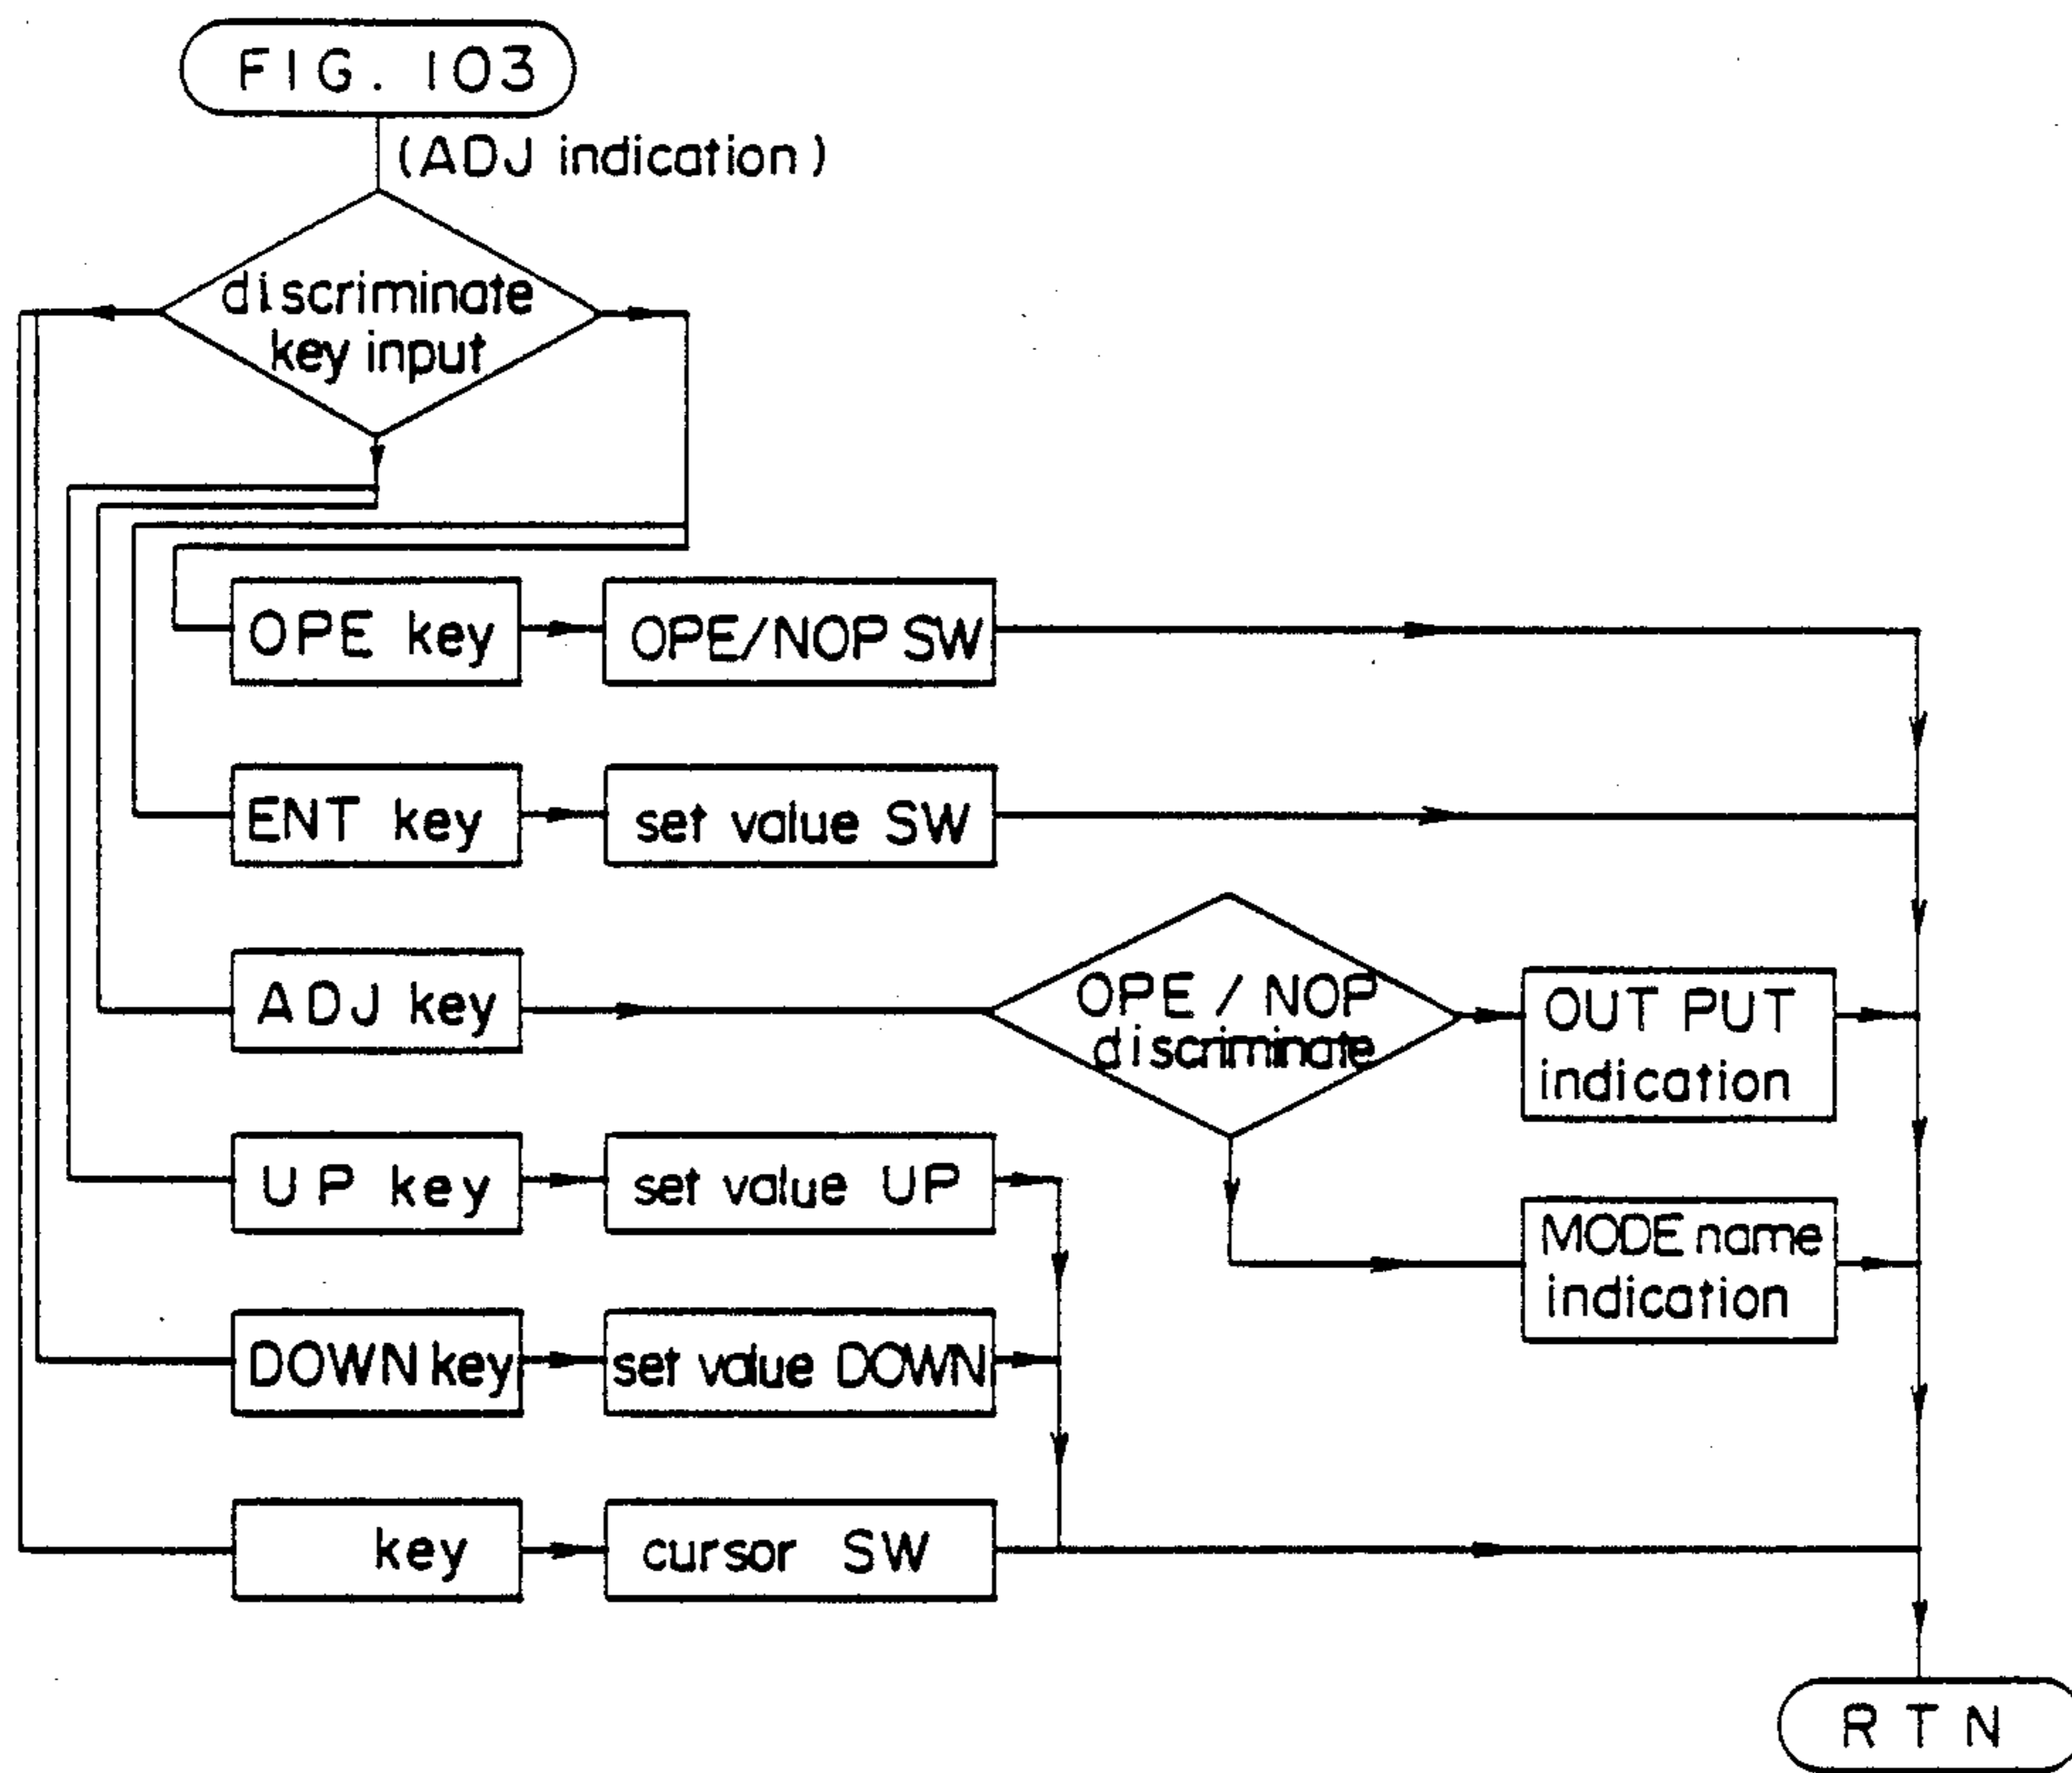 FIG. 103
(ADJ indication)
discriminate
key input
OPE key
OPE/NOP SW
ENT key
set value SW
ADJ key
OPE / NOP
discriminate
OUT PUT
indication
UP key
set value UP
MODE name
indication
DOWN key
set value DOWN
key
cursor SW
RTN